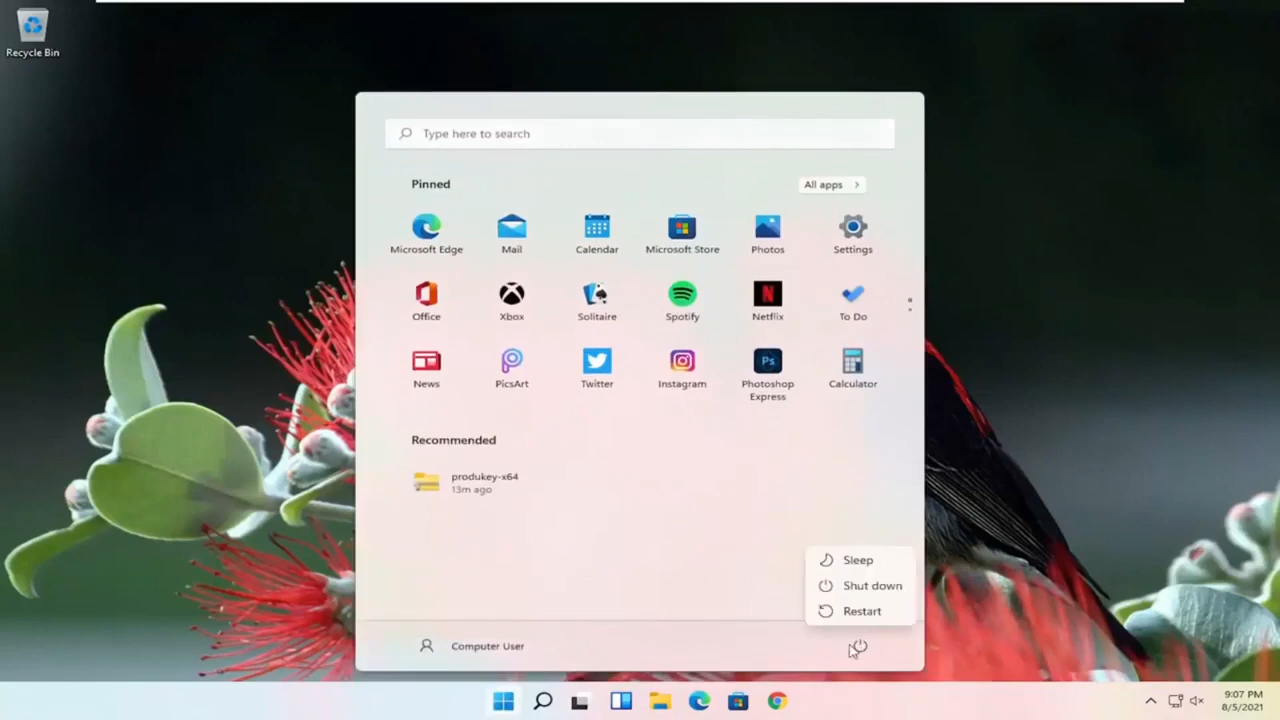 Recycle Bin
Type here to search
Pinned
All apps
Microsoft Edge
Mail
Calendar
Microsoft Store
Photos
Settings
Office
Xbox
Solitaire
Spotify
Netflix
To Do
News
PicsArt
Twitter
Instagram
Photoshop
Express
Calculator
Recommended
produkey-x64
13m ago
Sleep
Shut down
Restart
Computer User
9:07 PM
8/5/2021